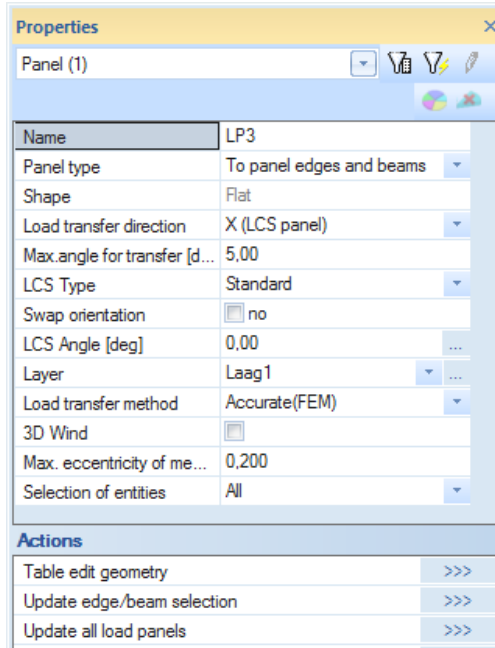 Properties
Panel (1)
Name LP3
Panel type To panel edges and beams
Shape Flat
Load transfer direction X (LCS panel)
Max.angle for transfer [d... 5,00
LCS Type Standard
Swap orientation no
LCS Angle [deg] 0,00 ...
Layer Laag1 ...
Load transfer method Accurate(FEM)
3D Wind
Max. eccentricity of me... 0,200
Selection of entities All
Actions
Table edit geometry >>>
Update edge/beam selection >>>
Update all load panels >>>